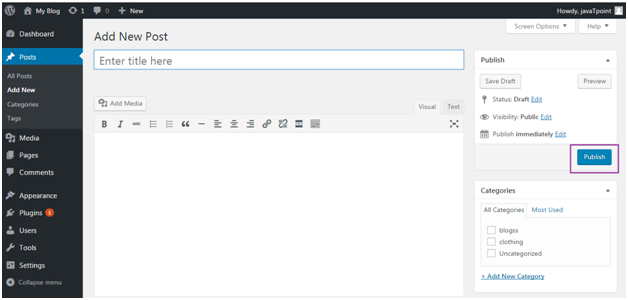 My Blog 1 0 + New Howdy, javaTpoint
Screen Options Help
Dashboard
Posts
All Posts
Add New
Categories
Tags
Media
Pages
Comments
Appearance
Plugins 1
Users
Tools
Settings
Collapse menu
Add New Post
Enter title here
Add Media
Visual Text
B I ABC
Publish
Save Draft Preview
Status: Draft Edit
Visibility: Public Edit
Publish immediately Edit
Publish
Categories
All Categories Most Used
blogss
clothing
Uncategorized
+ Add New Category